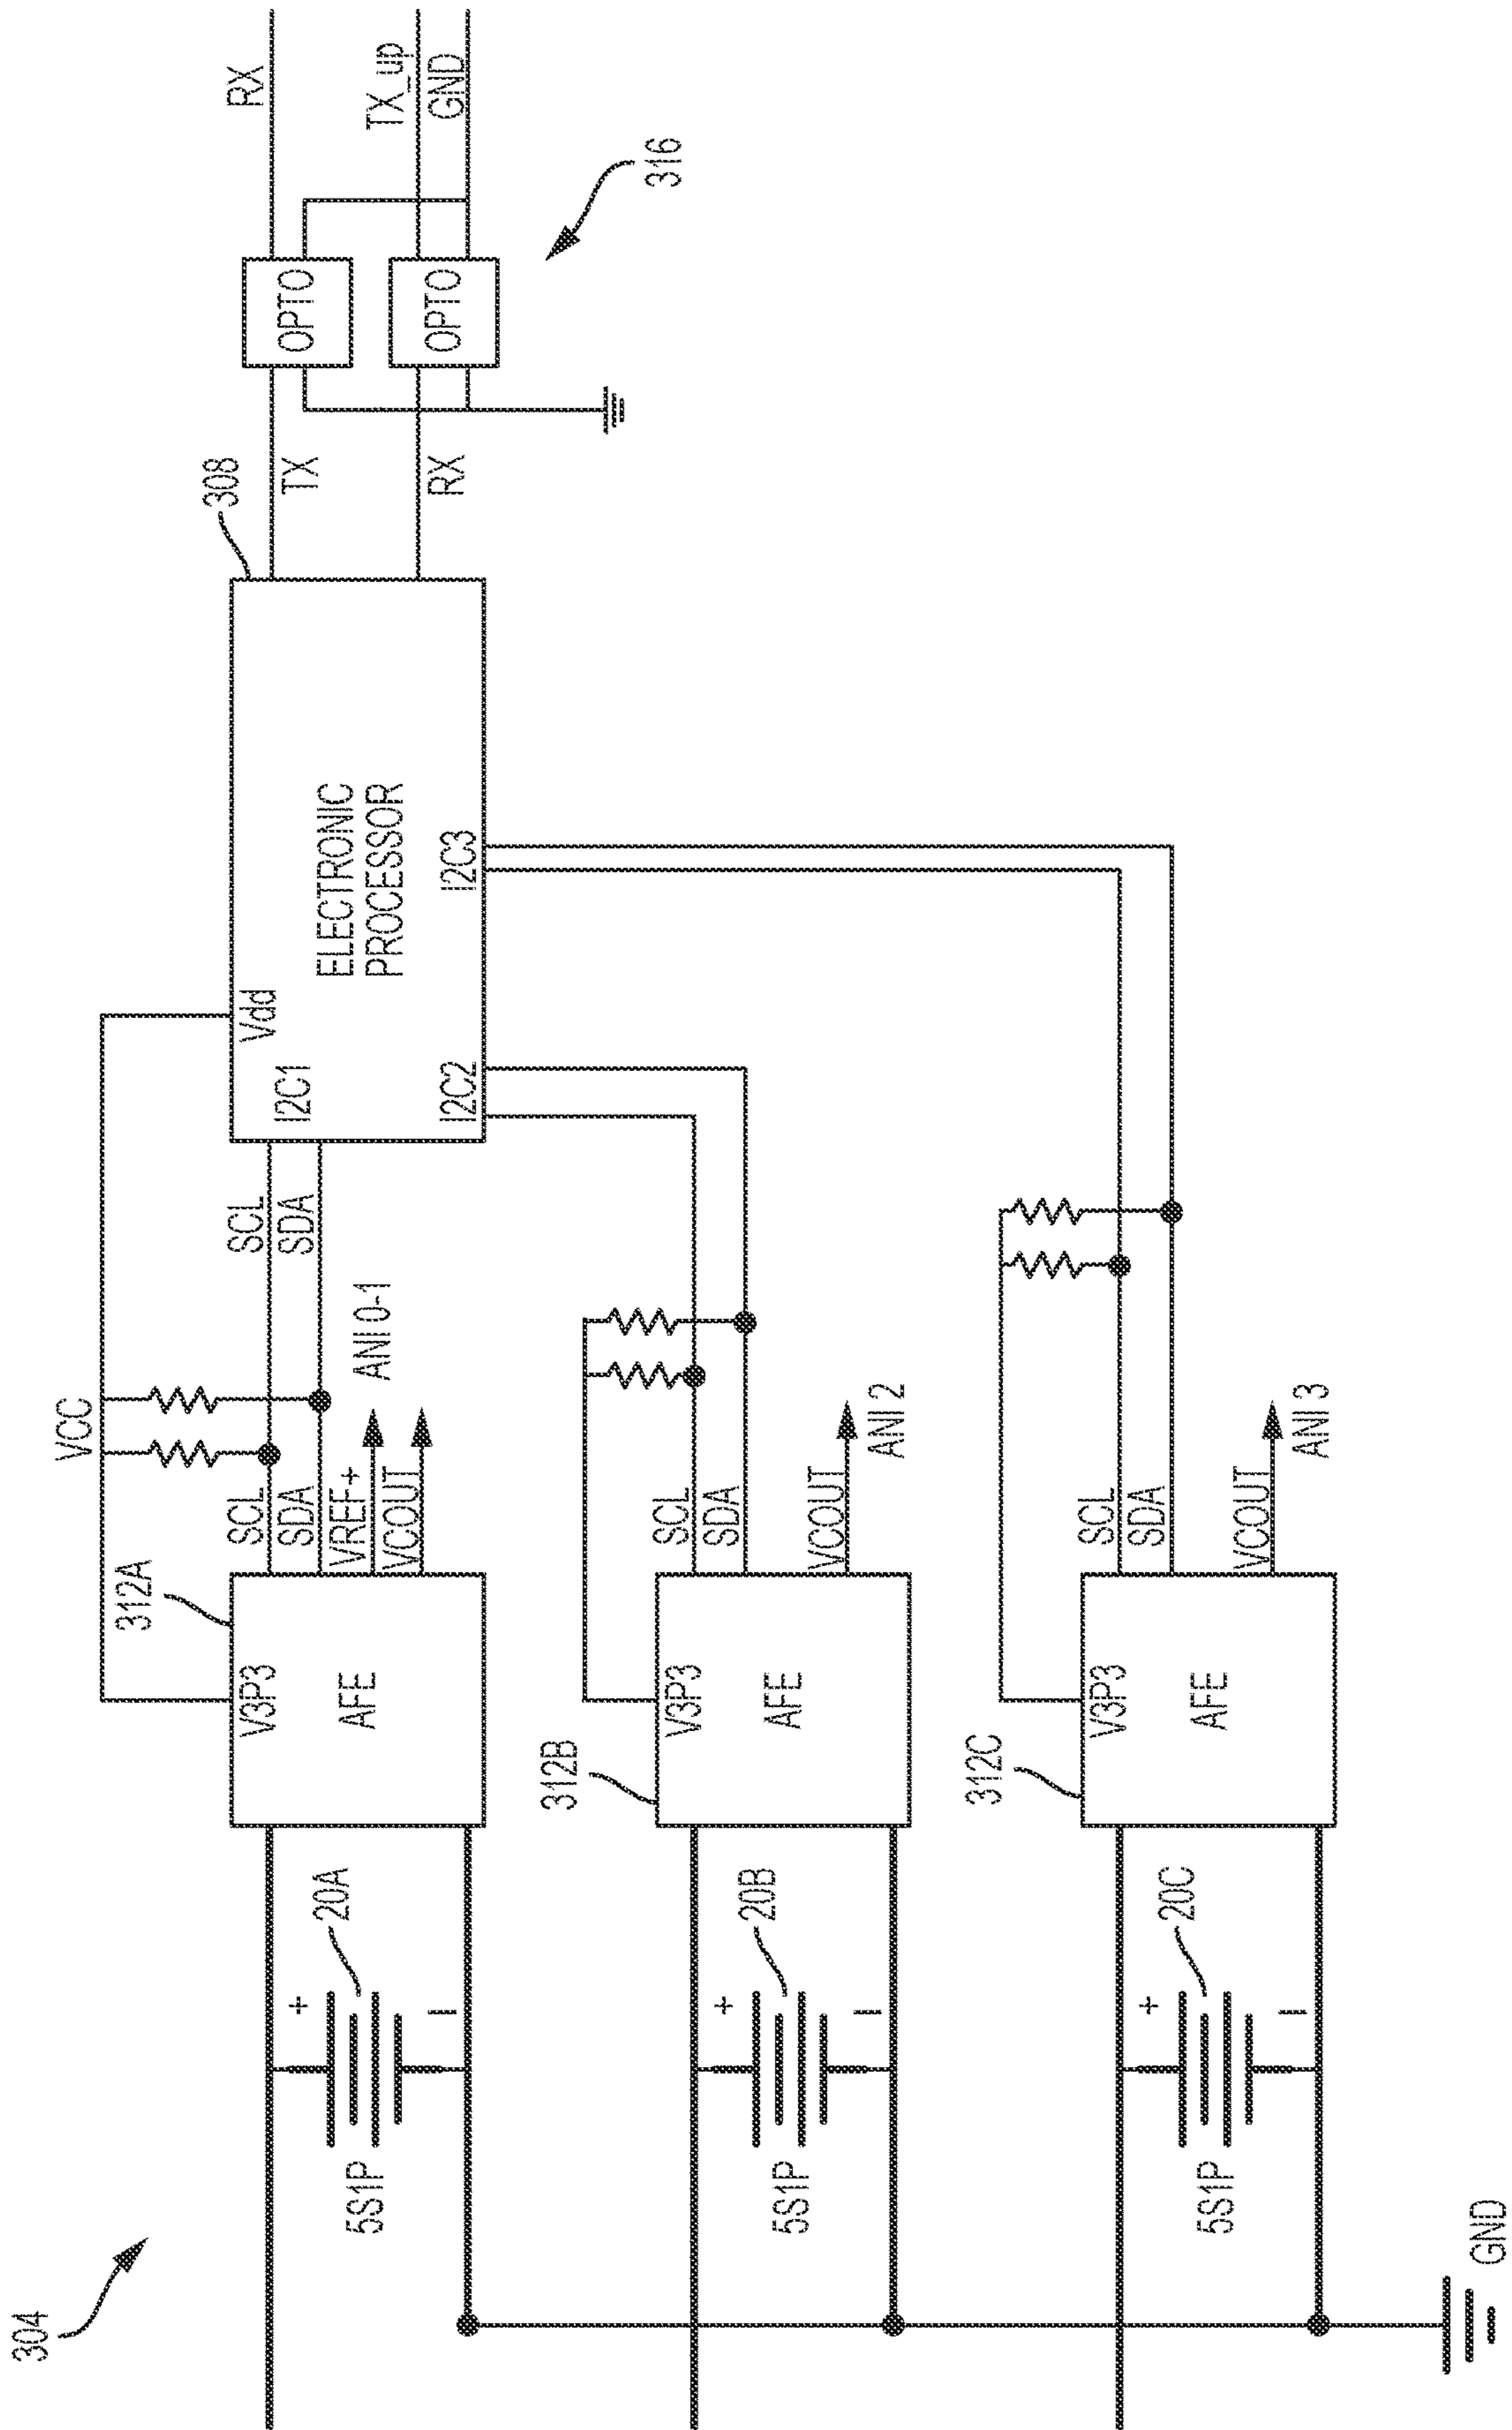 304
VCC
312A
V3P3
AFE
SCL
SDA
VREF+
VCOUT
ANI 0-1
SCL
SDA
Vdd
I2C1
I2C2
I2C3
ELECTRONIC
PROCESSOR
308
TX
RX
OPTO
OPTO
RX
TX_up
GND
316
20A
+
–
5S1P
312B
V3P3
AFE
SCL
SDA
VCOUT
ANI 2
20B
+
–
5S1P
312C
V3P3
AFE
SCL
SDA
VCOUT
ANI 3
20C
+
–
5S1P
GND